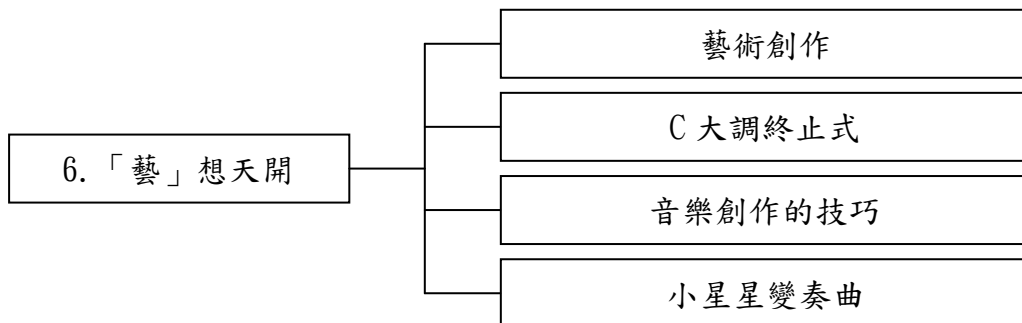 藝術創作
C 大調終止式
6.「藝」想天開
音樂創作的技巧
小星星變奏曲